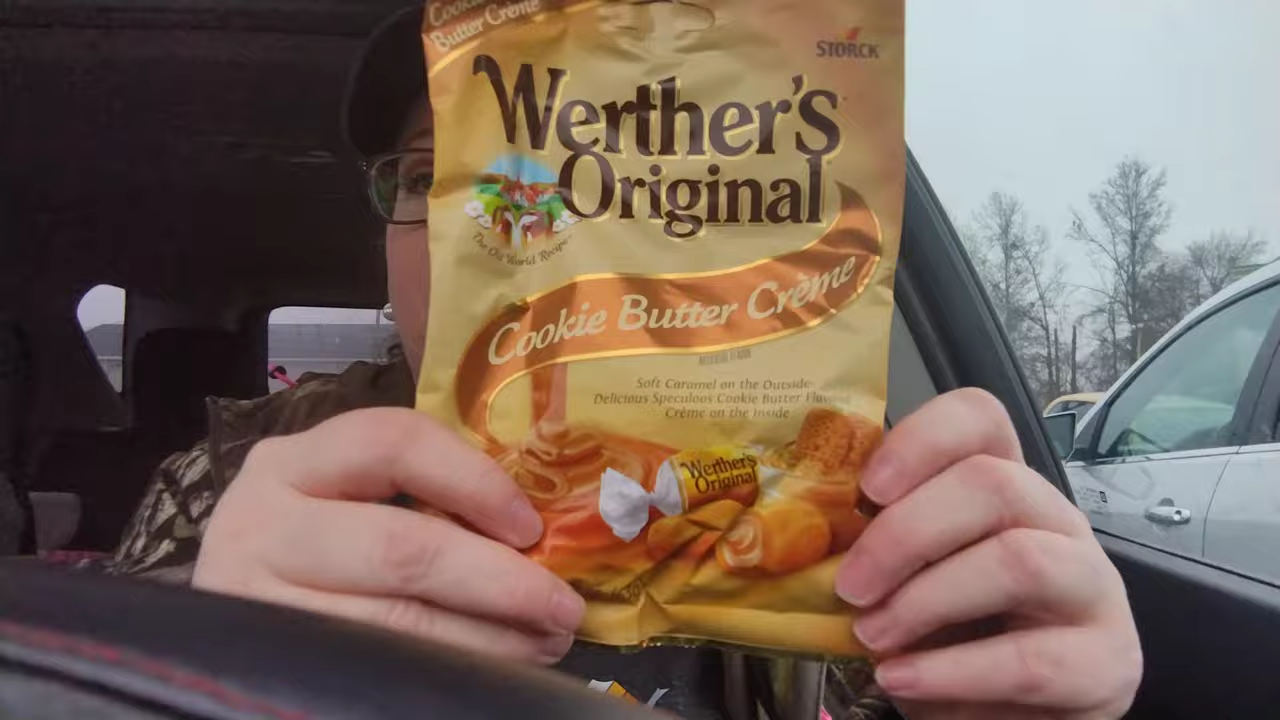 Cookie
Butter Crème
STORCK
Werther's
Original
The Old World Recipe
Cookie Butter Crème
Soft Caramel on the Outside
Delicious Speculoos Cookie Butter Flavored
Crème on the Inside
Werther's
Original